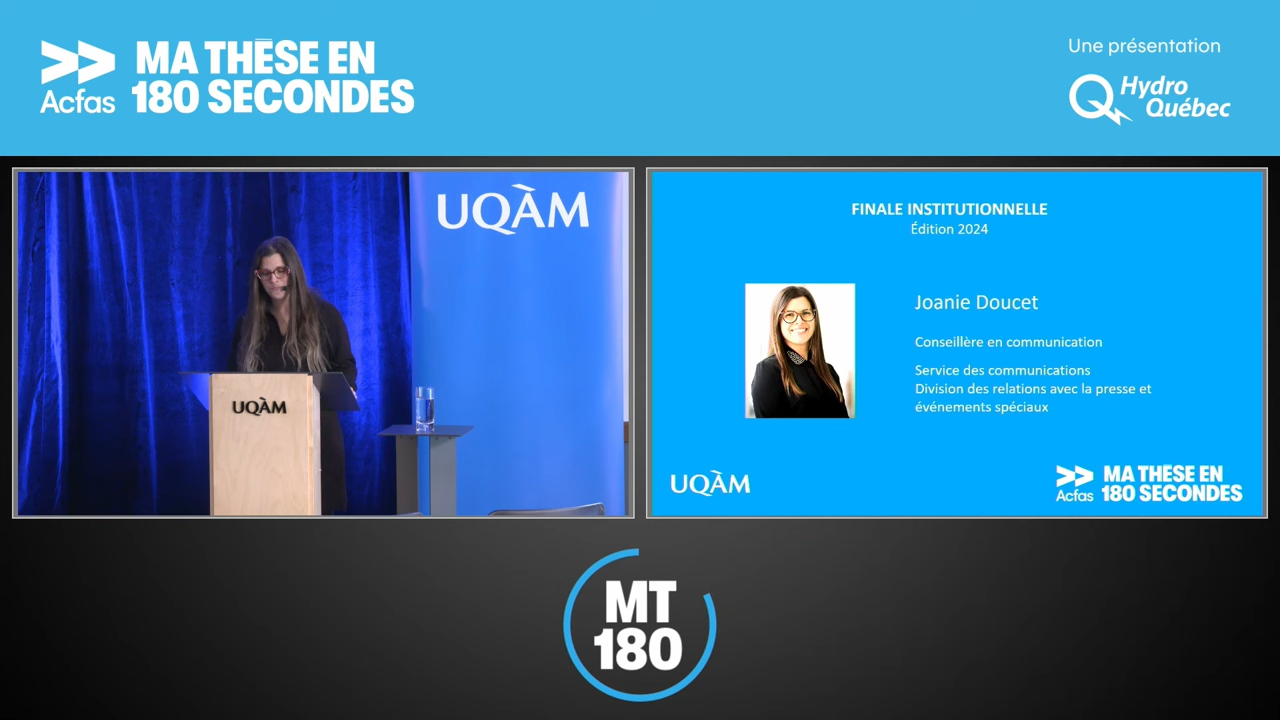 Acfas
MA THÈSE EN
180 SECONDES
Une présentation
Hydro
Québec
UQÀM
UQÀM
FINALE INSTITUTIONNELLE
Édition 2024
Joanie Doucet
Conseillère en communication
Service des communications
Division des relations avec la presse et
événements spéciaux
UQÀM
Acfas
MA THÈSE EN
180 SECONDES
MT
180